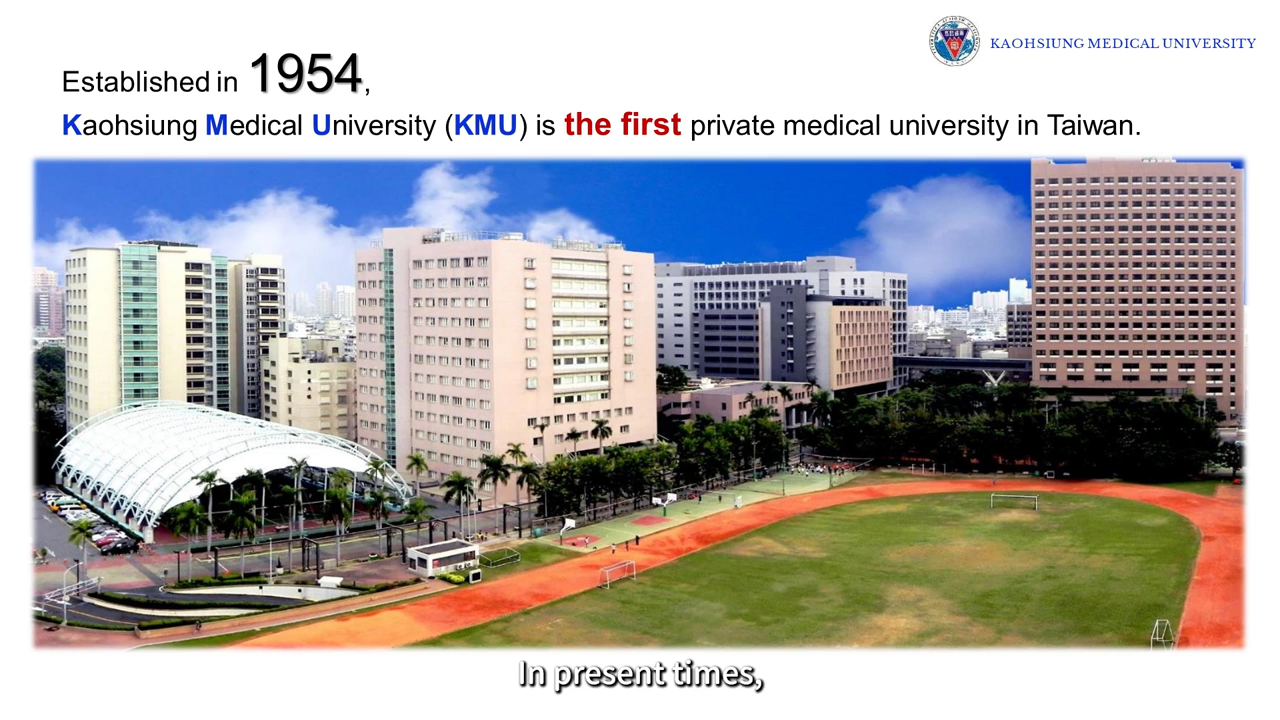 KAOHSIUNG MEDICAL UNIVERSITY
Established in 1954,
Kaohsiung Medical University (KMU) is the first private medical university in Taiwan.
In present times,